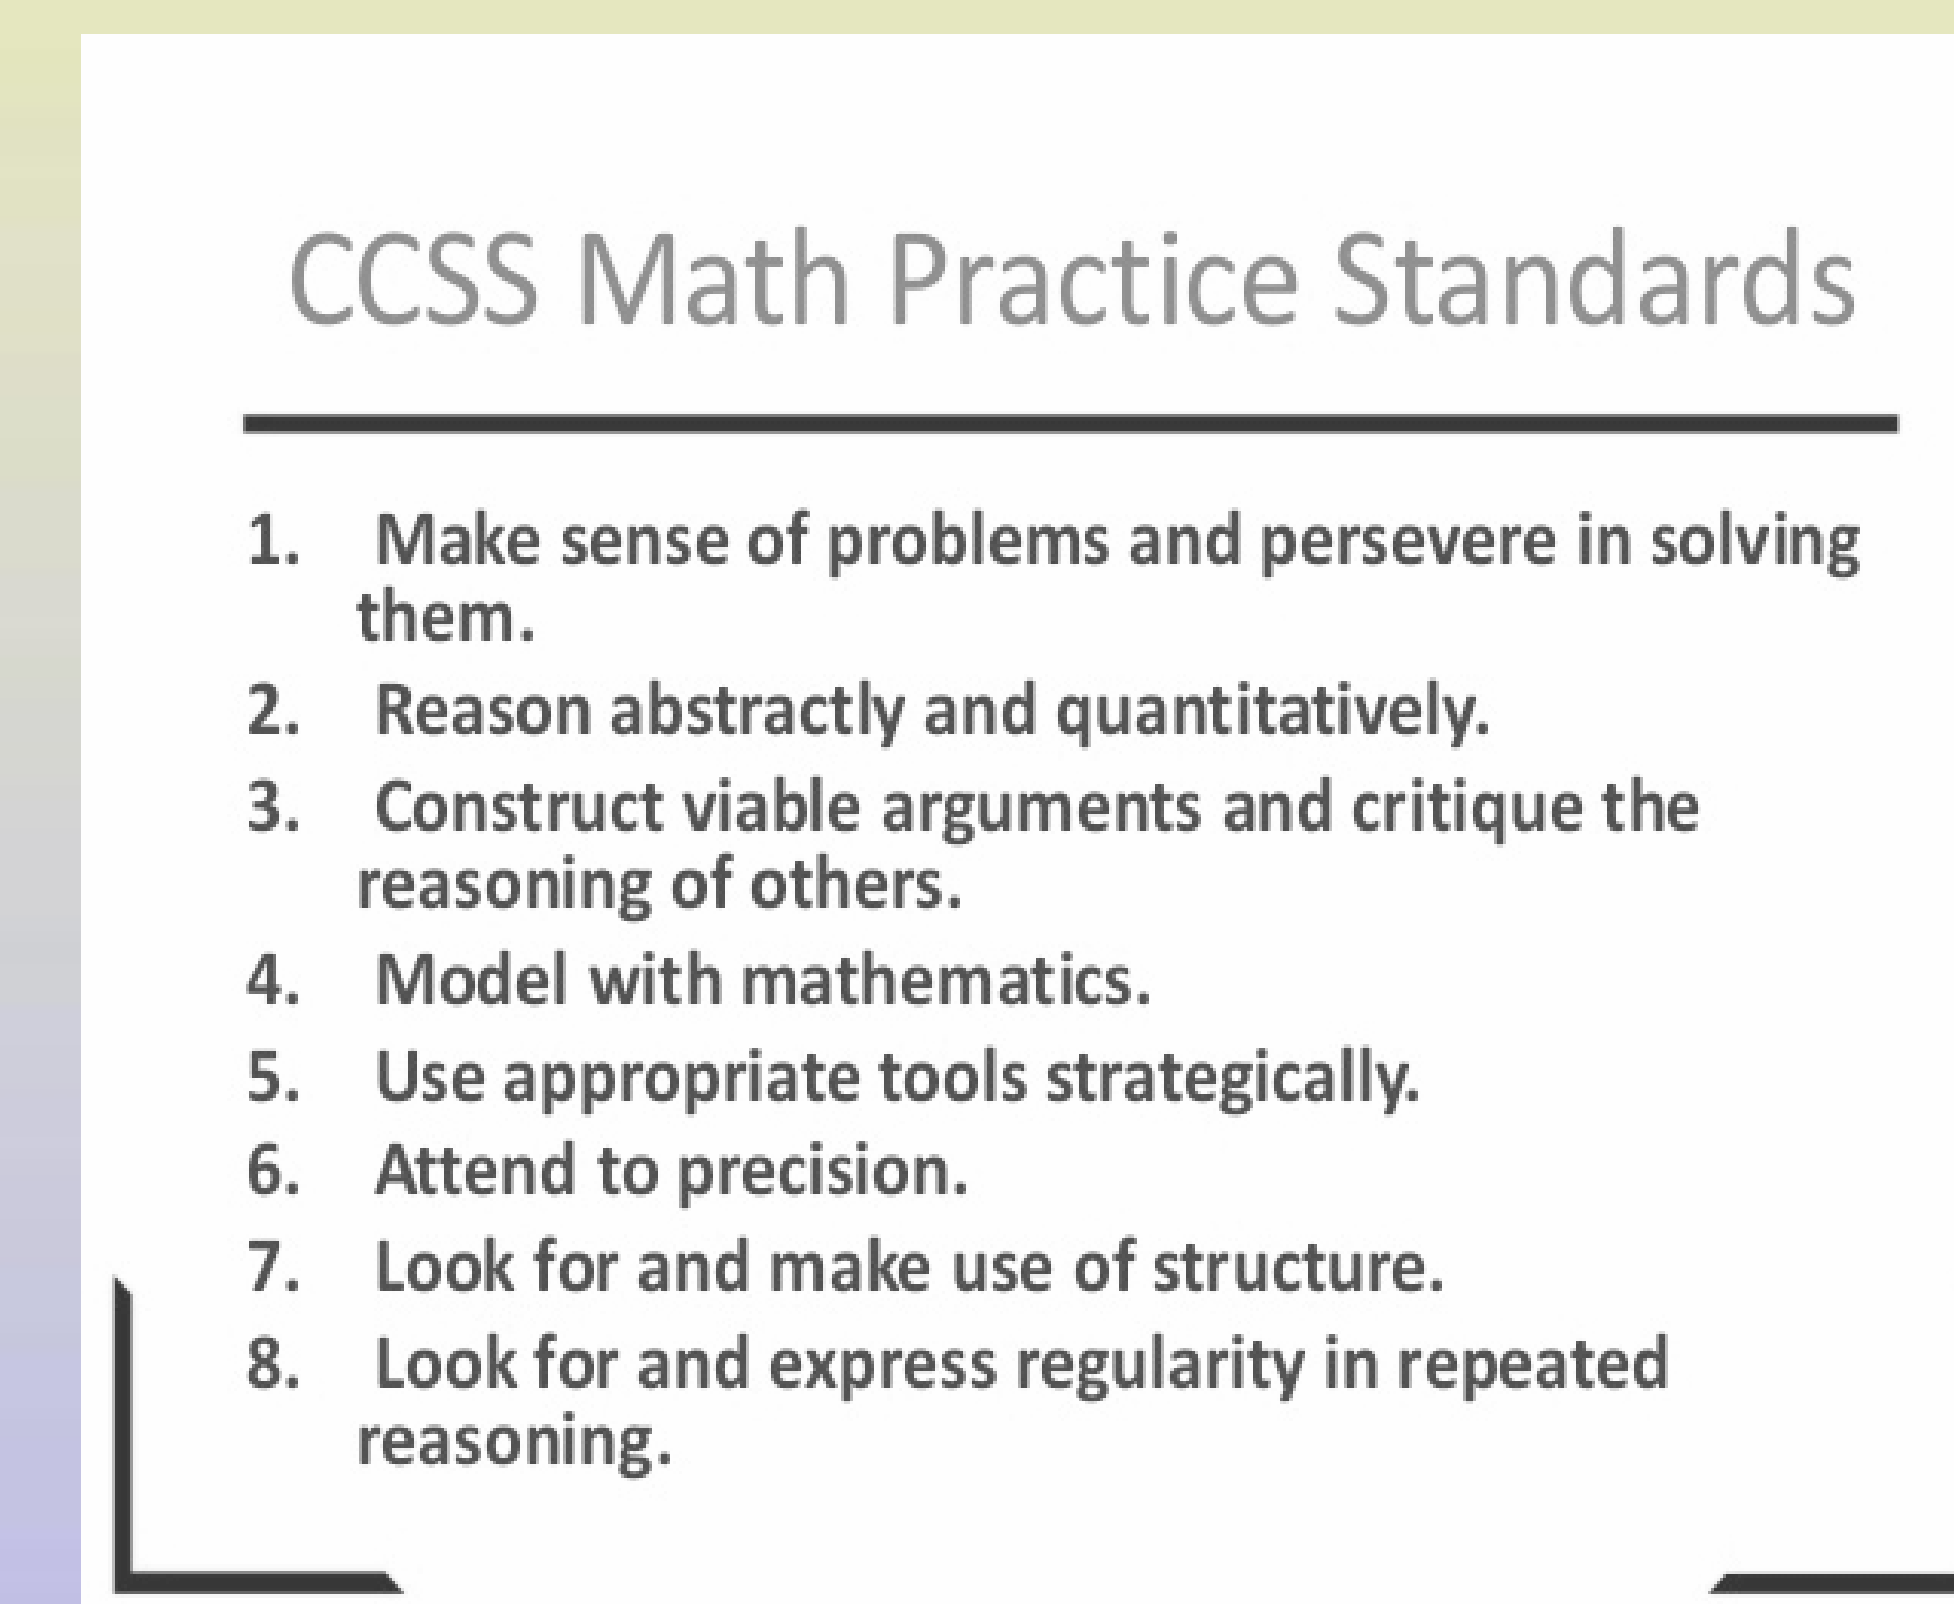 CCSS Math Practice Standards
1. Make sense of problems and persevere in solving
them.
2. Reason abstractly and quantitatively.
3. Construct viable arguments and critique the
reasoning of others.
4. Model with mathematics.
5. Use appropriate tools strategically.
6. Attend to precision.
7. Look for and make use of structure.
8. Look for and express regularity in repeated
reasoning.